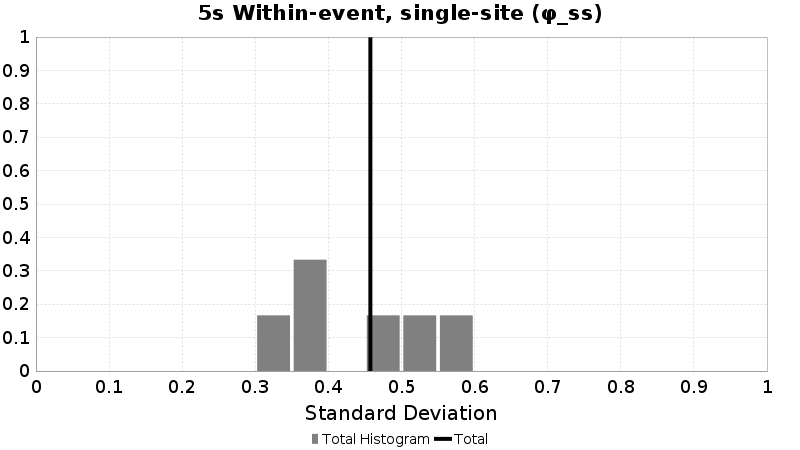 5s Within-event, single-site (φ_ss)
1
0.9
0.8
0.7
0.6
0.5
0.4
0.3
0.2
0.1
0
0 0.1 0.2 0.3 0.4 0.5 0.6 0.7 0.8 0.9 1
Standard Deviation
Total Histogram Total